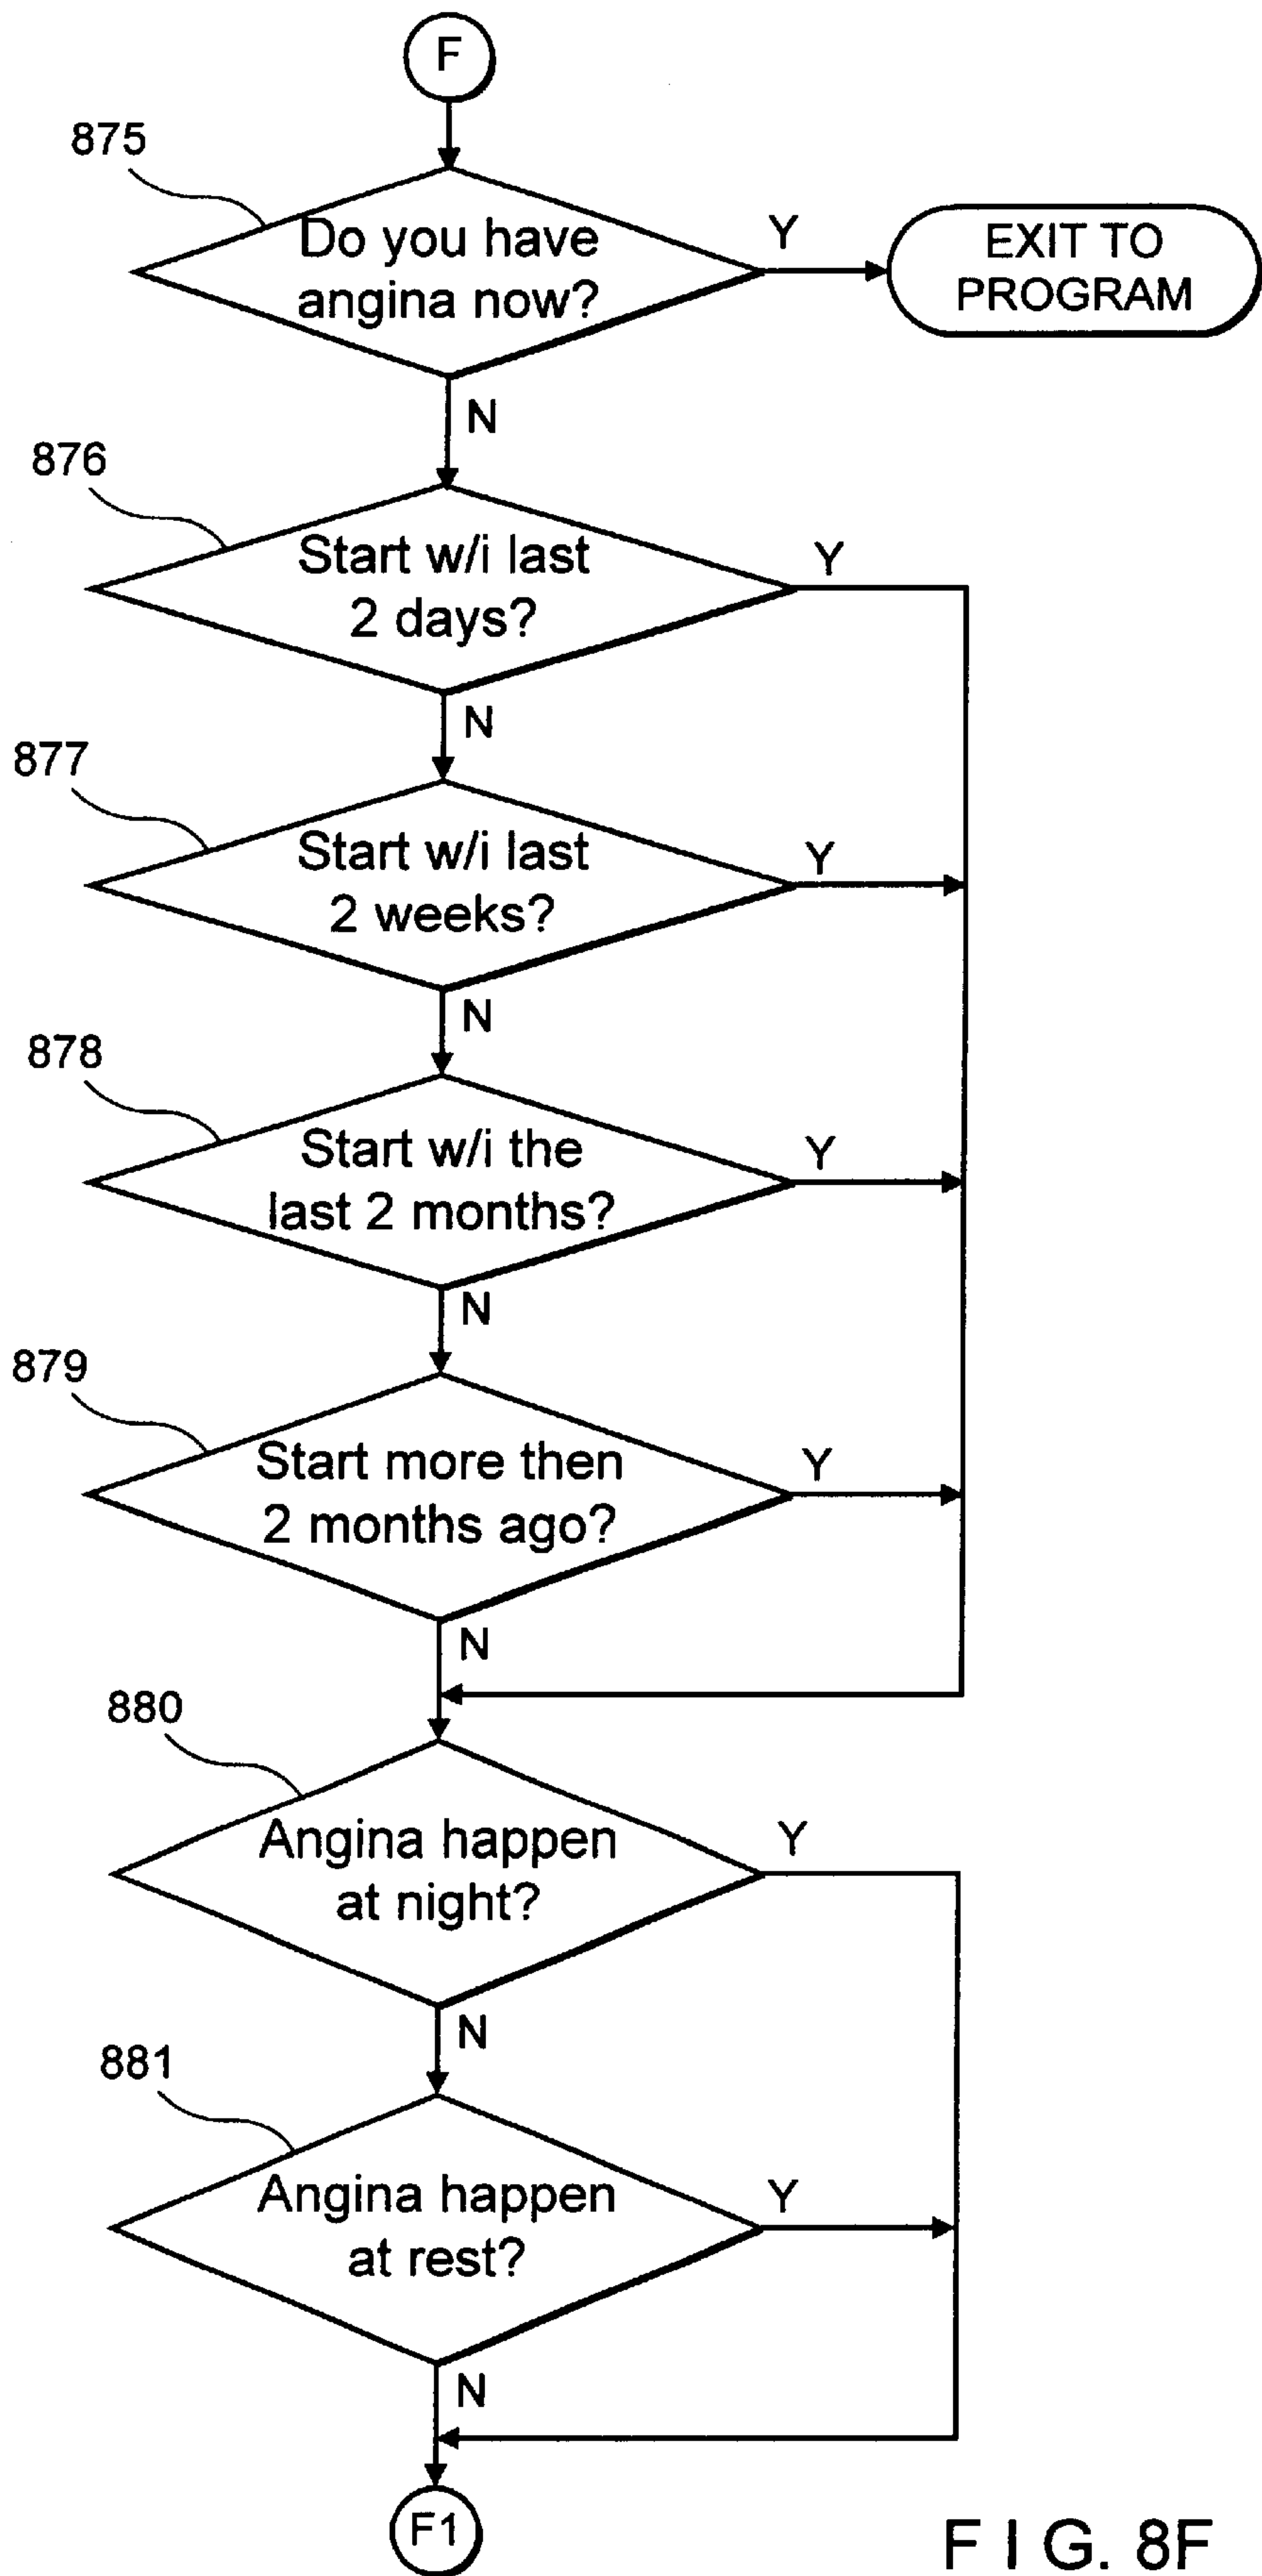 F
875
Do you have
angina now?
Y
EXIT TO
PROGRAM
N
876
Start w/i last
2 days?
Y
N
877
Start w/i last
2 weeks?
Y
N
878
Start w/i the
last 2 months?
Y
N
879
Start more then
2 months ago?
Y
N
880
Angina happen
at night?
Y
N
881
Angina happen
at rest?
Y
N
F1
FIG. 8F